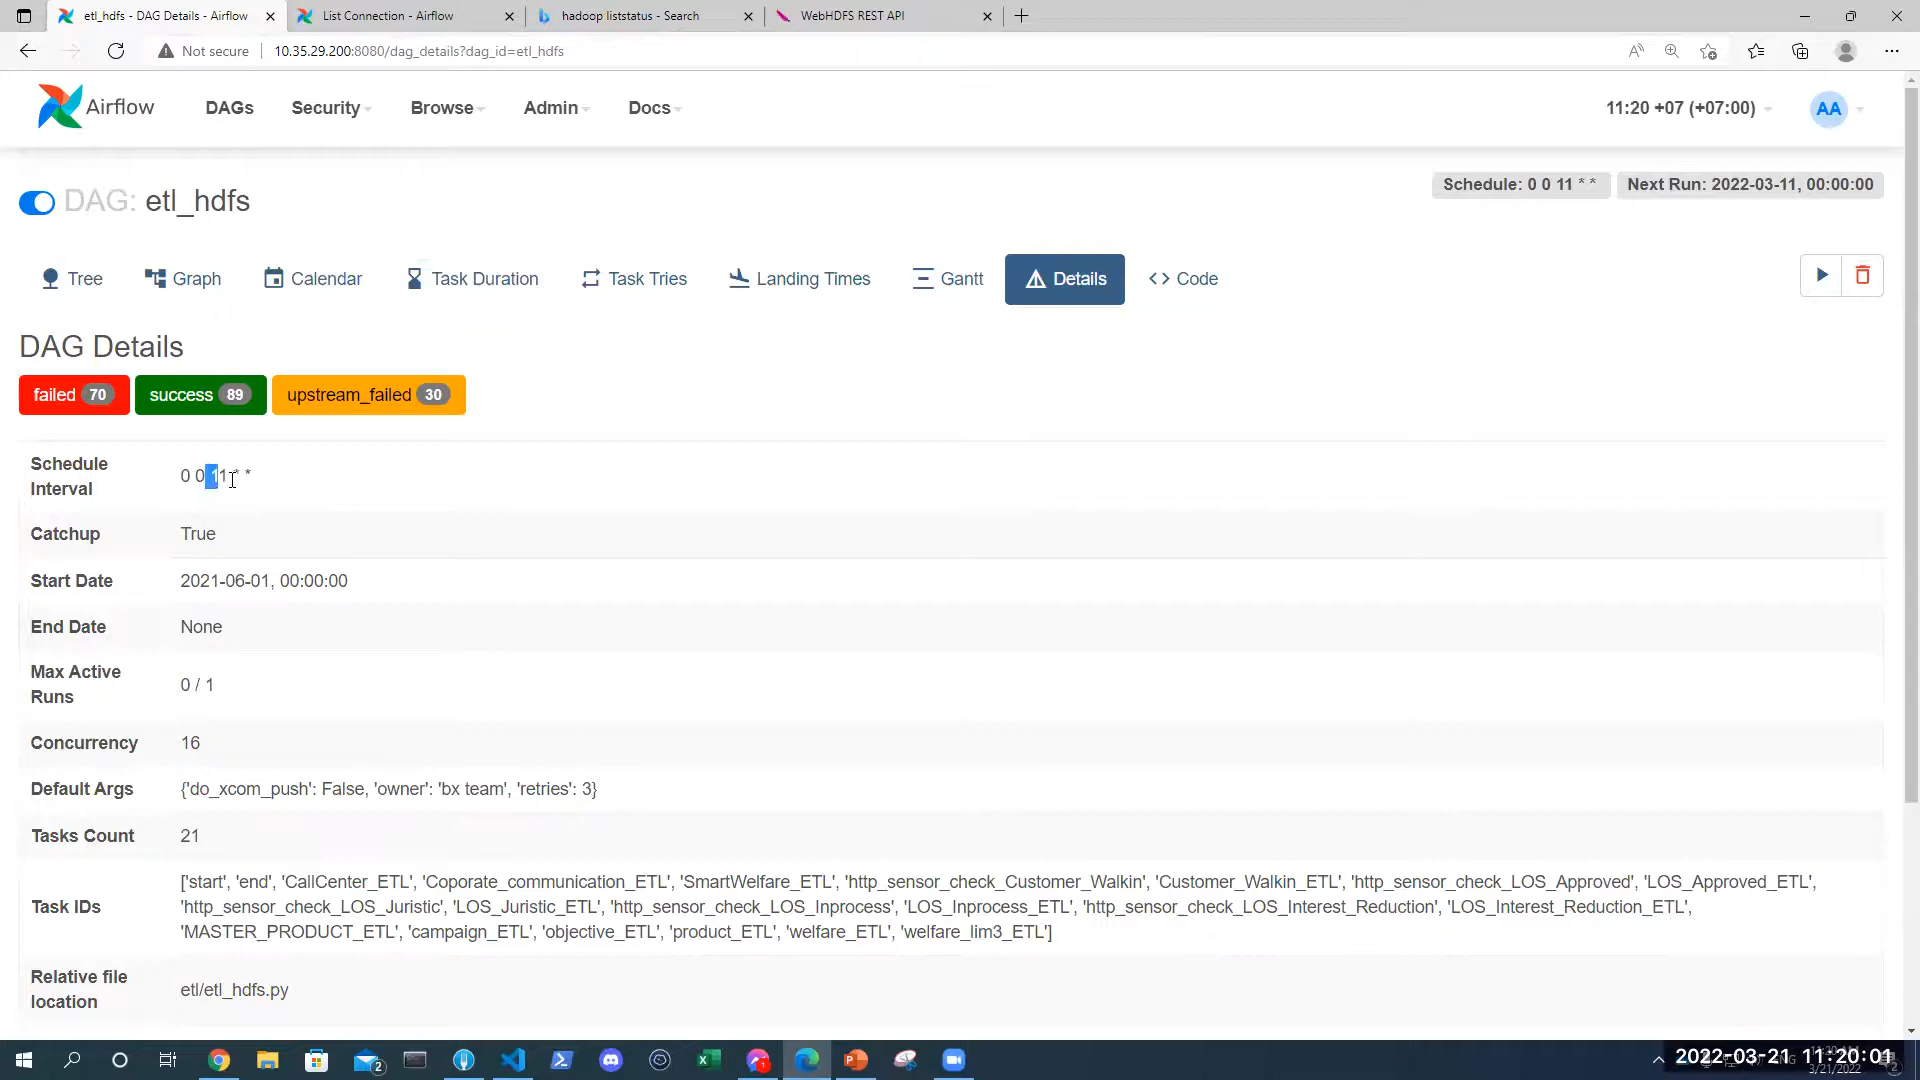 etl_hdfs - DAG Details - Airflow
List Connection - Airflow
hadoop liststatus - Search
WebHDFS REST API
Not secure
10.35.29.200:8080/dag_details?dag_id=etl_hdfs
Airflow
DAGs
Security
Browse
Admin
Docs
11:20 +07 (+07:00)
AA
DAG: etl_hdfs
Schedule: 0 0 11 * *
Next Run: 2022-03-11, 00:00:00
Tree
Graph
Calendar
Task Duration
Task Tries
Landing Times
Gantt
Details
Code
DAG Details
failed 70
success 89
upstream_failed 30
Schedule
Interval
0 0 11 * *
Catchup
True
Start Date
2021-06-01, 00:00:00
End Date
None
Max Active
Runs
0 / 1
Concurrency
16
Default Args
{'do_xcom_push': False, 'owner': 'bx team', 'retries': 3}
Tasks Count
21
Task IDs
['start', 'end', 'CallCenter_ETL', 'Coporate_communication_ETL', 'SmartWelfare_ETL', 'http_sensor_check_Customer_Walkin', 'Customer_Walkin_ETL', 'http_sensor_check_LOS_Approved', 'LOS_Approved_ETL',
'http_sensor_check_LOS_Juristic', 'LOS_Juristic_ETL', 'http_sensor_check_LOS_Inprocess', 'LOS_Inprocess_ETL', 'http_sensor_check_LOS_Interest_Reduction', 'LOS_Interest_Reduction_ETL',
'MASTER_PRODUCT_ETL', 'campaign_ETL', 'objective_ETL', 'product_ETL', 'welfare_ETL', 'welfare_lim3_ETL']
Relative file
location
etl/etl_hdfs.py
2022-03-21 11:20:01
3/21/2022